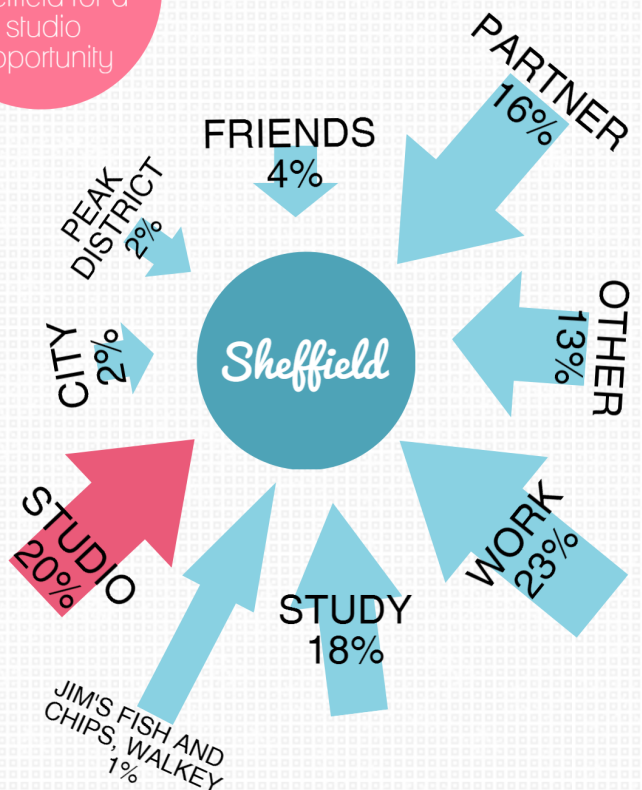 studio
PARTNER
16%
FRIENDS
4%
PEAK
DISTRICT
2%
OTHER
13%
Sheffield
CITY
2%
STUDIO
20%
WORK
23%
STUDY
18%
JIM'S FISH AND
CHIPS, WALKEY
1%